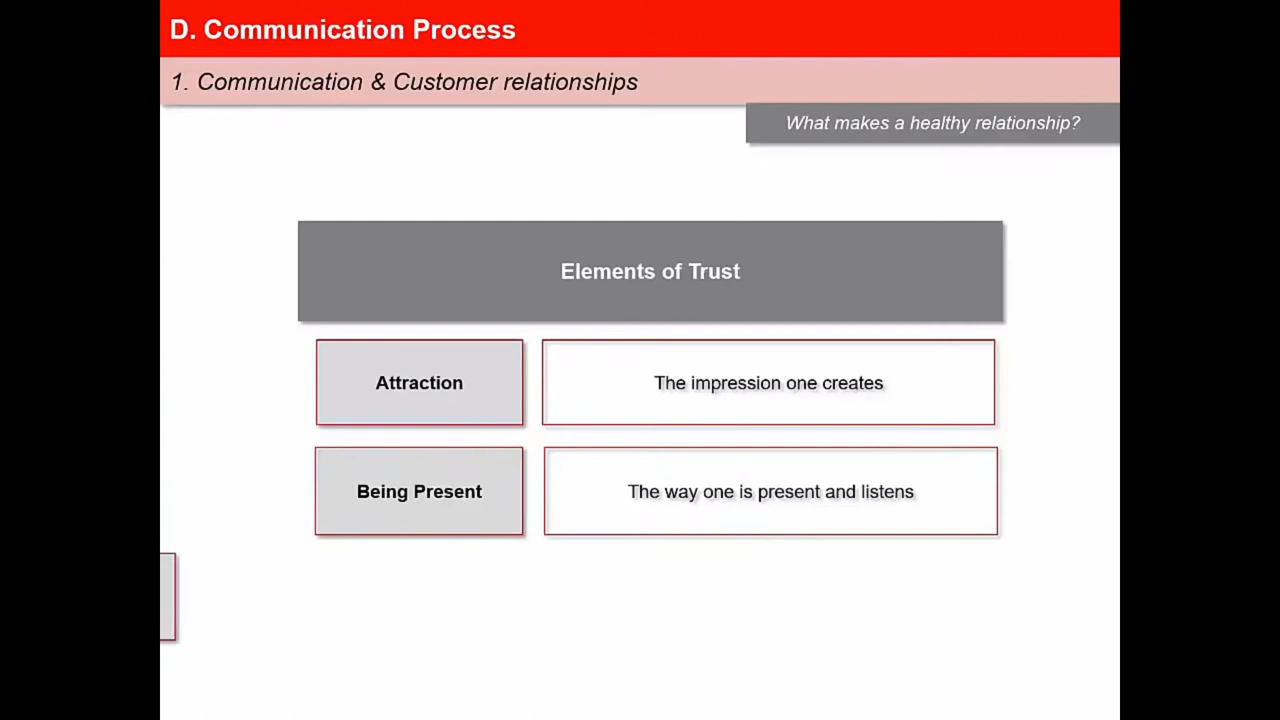 D. Communication Process
1. Communication & Customer relationships
What makes a healthy relationship?
Elements of Trust
Attraction
The impression one creates
Being Present
The way one is present and listens